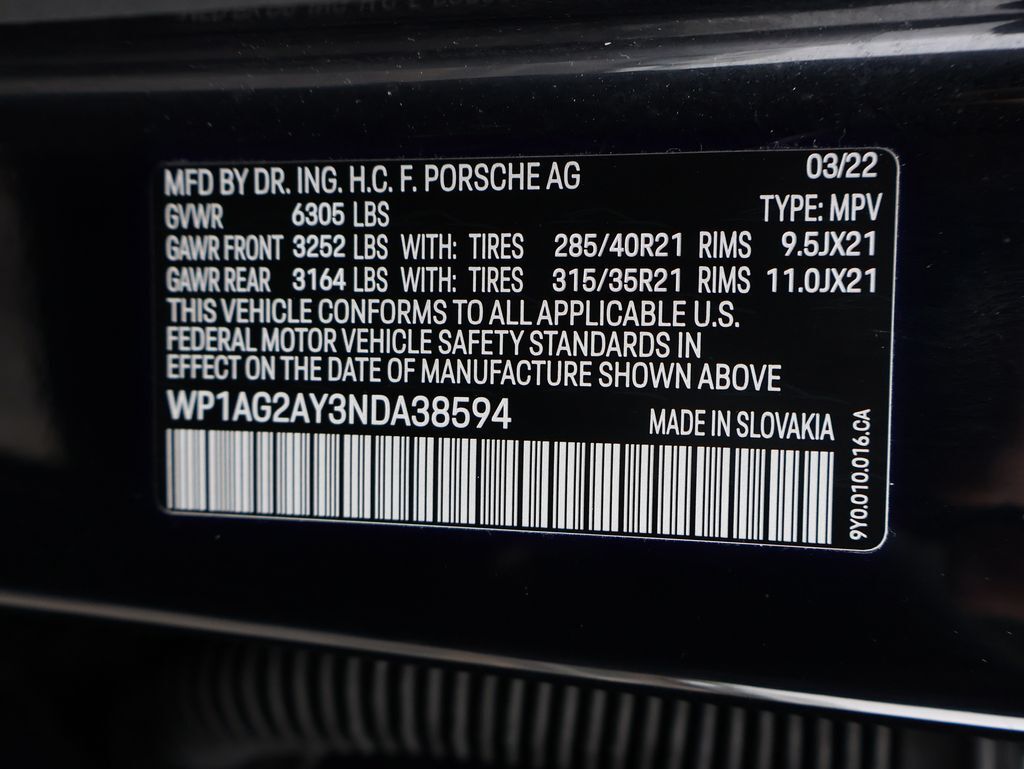 MFD BY DR. ING. H.C. F. PORSCHE AG 03/22
GVWR 6305 LBS TYPE: MPV
GAWR FRONT 3252 LBS WITH: TIRES 285/40R21 RIMS 9.5JX21
GAWR REAR 3164 LBS WITH: TIRES 315/35R21 RIMS 11.0JX21
THIS VEHICLE CONFORMS TO ALL APPLICABLE U.S.
FEDERAL MOTOR VEHICLE SAFETY STANDARDS IN
EFFECT ON THE DATE OF MANUFACTURE SHOWN ABOVE
WP1AG2AY3NDA38594 MADE IN SLOVAKIA
9Y0.010.016.CA